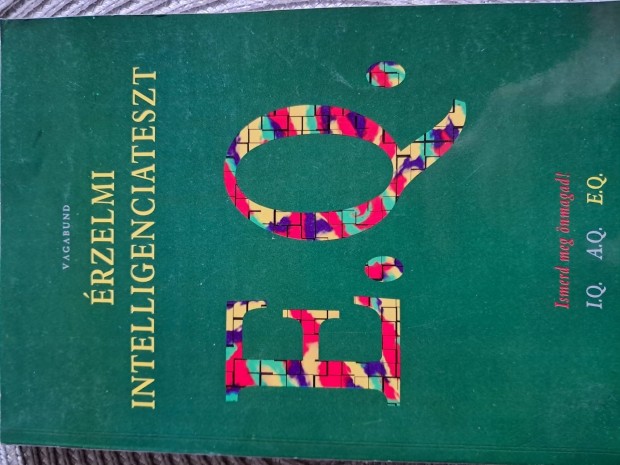 VAGABUND
ÉRZELMI
INTELLIGENCIATESZT
E.Q.
Ismerd meg önmagad!
I.Q. A.Q. E.Q.